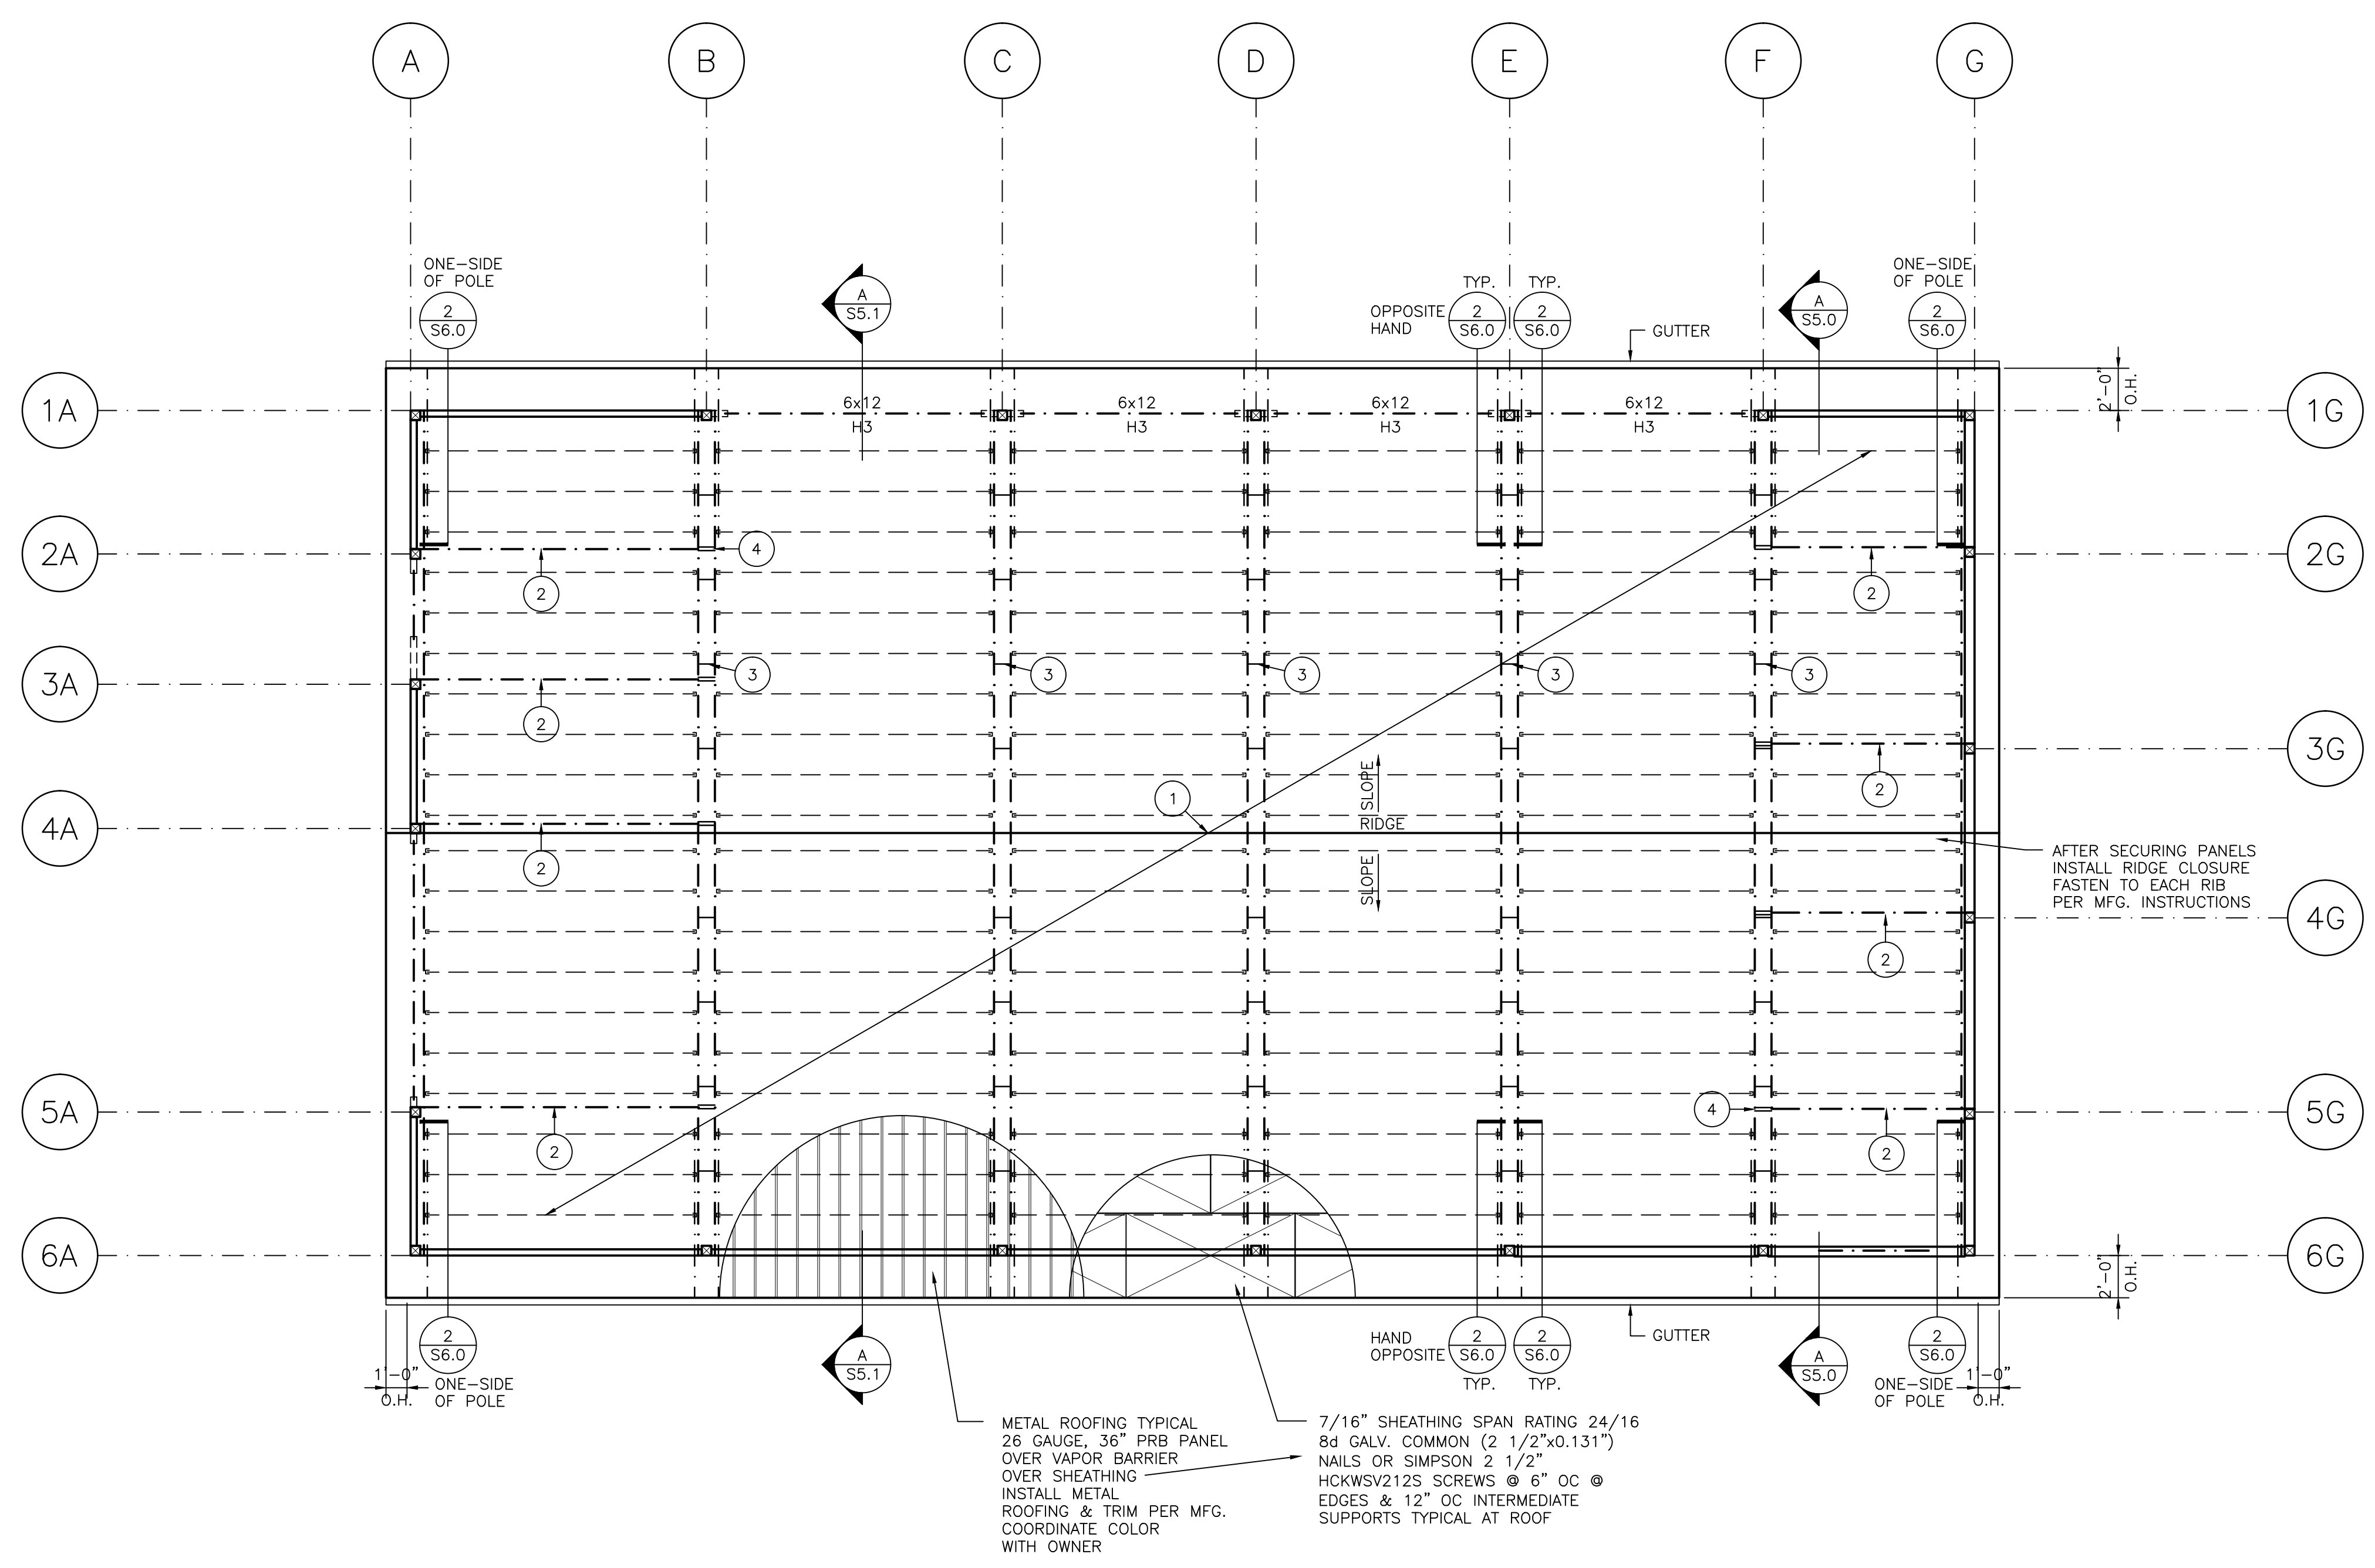 A
B
C
D
E
F
G
ONE-SIDE
OF POLE
2
S6.0
A
S5.1
TYP.
TYP.
OPPOSITE
HAND
2
S6.0
2
S6.0
GUTTER
A
S5.0
ONE-SIDE
OF POLE
2
S6.0
2'-0"
O.H.
1A
6x12
H3
6x12
H3
6x12
H3
6x12
H3
1G
2A
4
2
2
2G
3A
3
3
3
3
3
2
3G
2
SLOPE
1
RIDGE
4A
2
SLOPE
AFTER SECURING PANELS
INSTALL RIDGE CLOSURE
FASTEN TO EACH RIB
PER MFG. INSTRUCTIONS
4G
2
5A
4
5G
2
2
6A
6G
2'-0"
O.H.
2
S6.0
1'-0"
O.H.
ONE-SIDE
OF POLE
A
S5.1
HAND
OPPOSITE
2
S6.0
2
S6.0
TYP.
TYP.
GUTTER
A
S5.0
2
S6.0
ONE-SIDE
OF POLE
1'-0"
O.H.
METAL ROOFING TYPICAL
26 GAUGE, 36" PRB PANEL
OVER VAPOR BARRIER
OVER SHEATHING
INSTALL METAL
ROOFING & TRIM PER MFG.
COORDINATE COLOR
WITH OWNER
7/16" SHEATHING SPAN RATING 24/16
8d GALV. COMMON (2 1/2"x0.131")
NAILS OR SIMPSON 2 1/2"
HCKWSV212S SCREWS @ 6" OC @
EDGES & 12" OC INTERMEDIATE
SUPPORTS TYPICAL AT ROOF